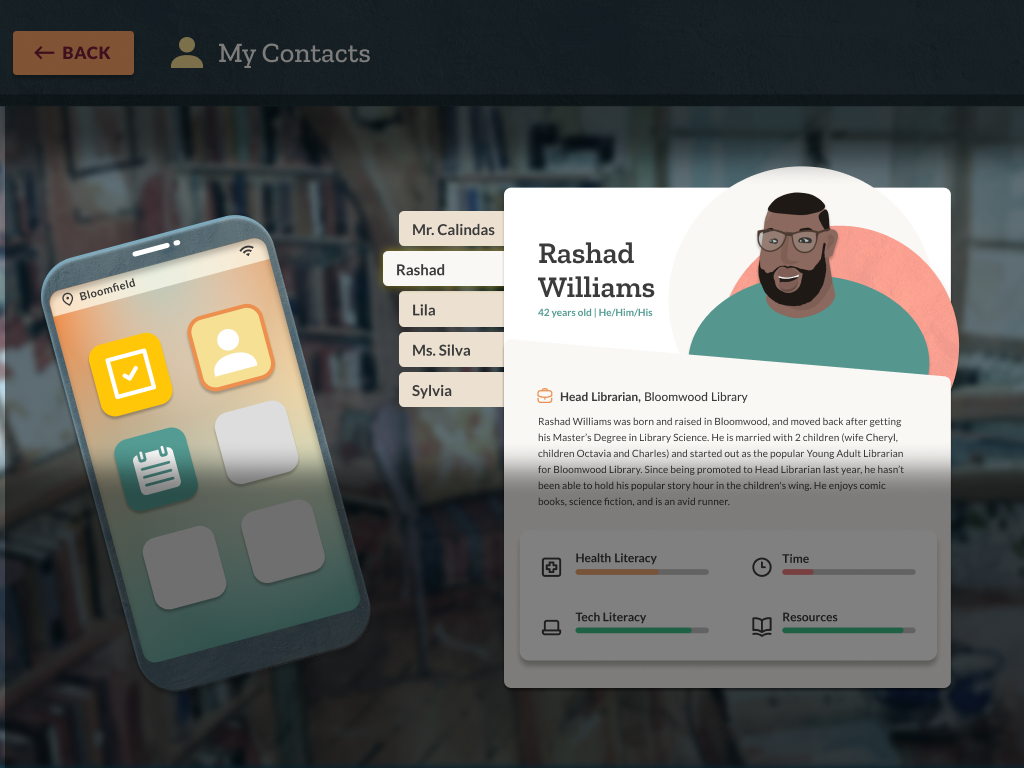 ← BACK
My Contacts
Bloomfield
Mr. Calindas
Rashad
Lila
Ms. Silva
Sylvia
Rashad
Williams
42 years old | He/Him/His
Head Librarian, Bloomwood Library
Rashad Williams was born and raised in Bloomwood, and moved back after getting
his Master's Degree in Library Science. He is married with 2 children (wife Cheryl,
children Octavia and Charles) and started out as the popular Young Adult Librarian
for Bloomwood Library. Since being promoted to Head Librarian last year, he hasn't
been able to hold his popular story hour in the children's wing. He enjoys comic
books, science fiction, and is an avid runner.
Health Literacy
Time
Tech Literacy
Resources